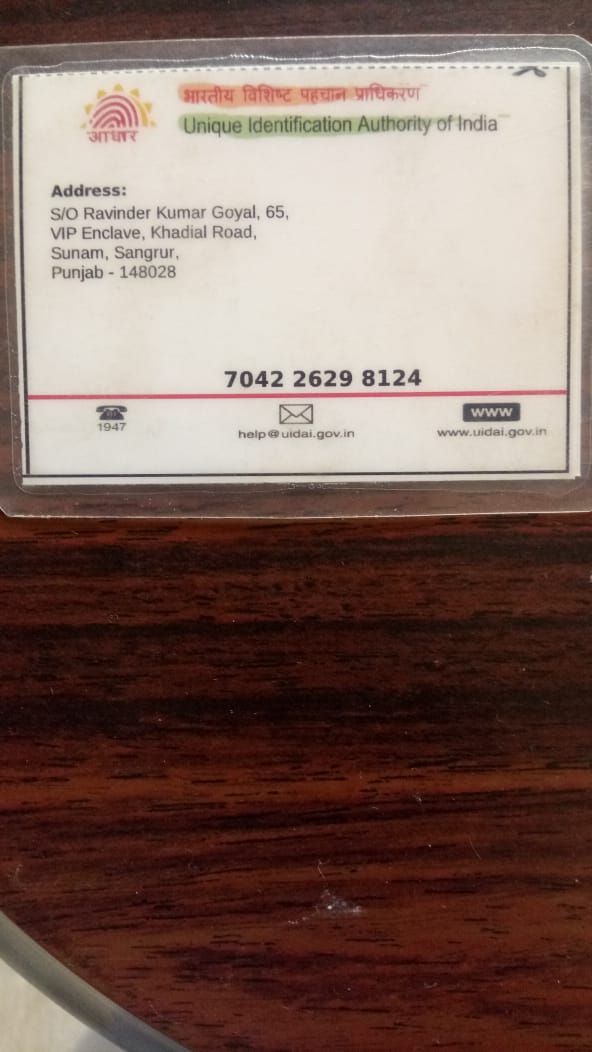 भारतीय विशिष्ट पहचान प्राधिकरण
आधार
Unique Identification Authority of India
Address:
S/O Ravinder Kumar Goyal, 65,
VIP Enclave, Khadial Road,
Sunam, Sangrur,
Punjab - 148028
7042 2629 8124
1947
help@uidai.gov.in
www
www.uidai.gov.in